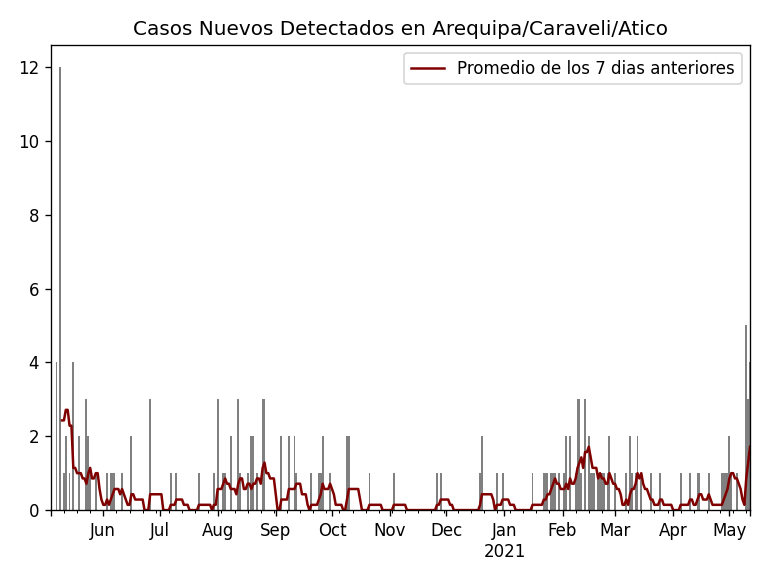 Casos Nuevos Detectados en Arequipa/Caraveli/Atico
Promedio de los 7 dias anteriores
12
10
8
6
4
2
0
Jun Jul Aug Sep Oct Nov Dec Jan Feb Mar Apr May
2021